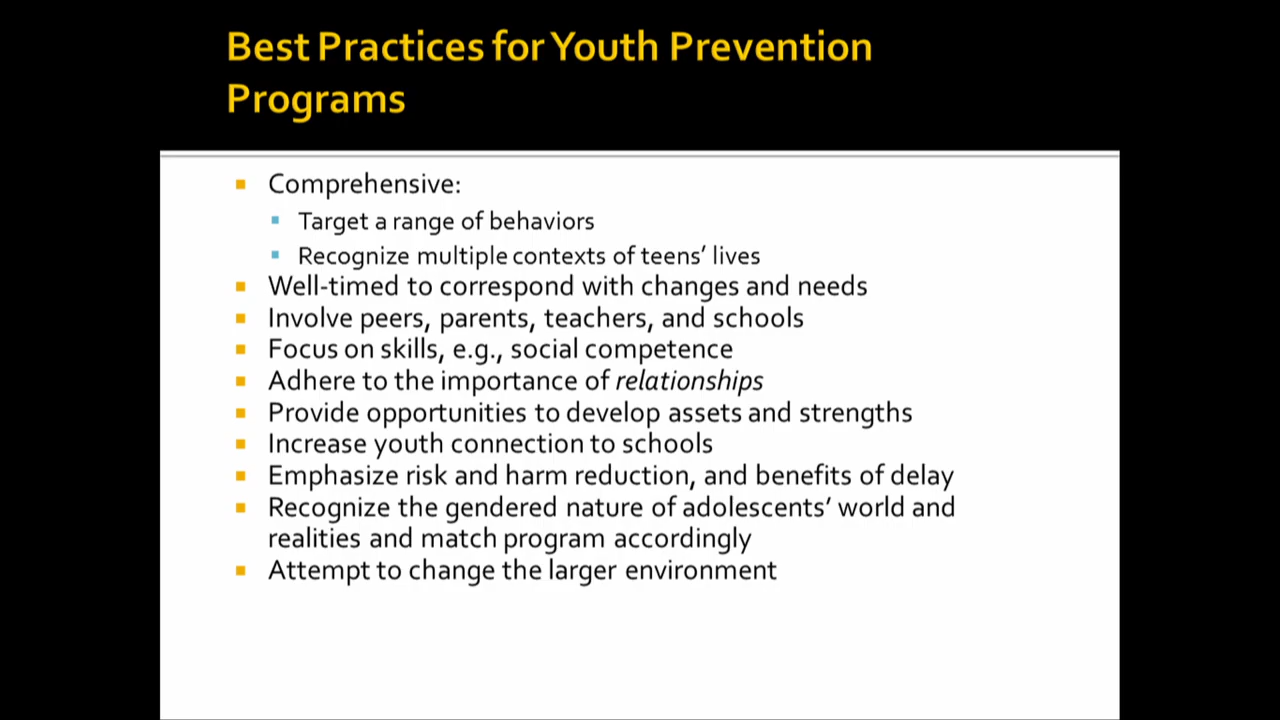 Best Practices for Youth Prevention
Programs
Comprehensive:
Target a range of behaviors
Recognize multiple contexts of teens’ lives
Well-timed to correspond with changes and needs
Involve peers, parents, teachers, and schools
Focus on skills, e.g., social competence
Adhere to the importance of relationships
Provide opportunities to develop assets and strengths
Increase youth connection to schools
Emphasize risk and harm reduction, and benefits of delay
Recognize the gendered nature of adolescents’ world and
realities and match program accordingly
Attempt to change the larger environment